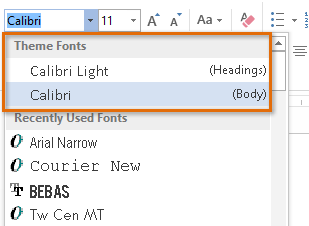 Calibri 11 A A Aa A
Theme Fonts
Calibri Light (Headings)
Calibri (Body)
Recently Used Fonts
Arial Narrow
Courier New
BEBAS
Tw Cen MT